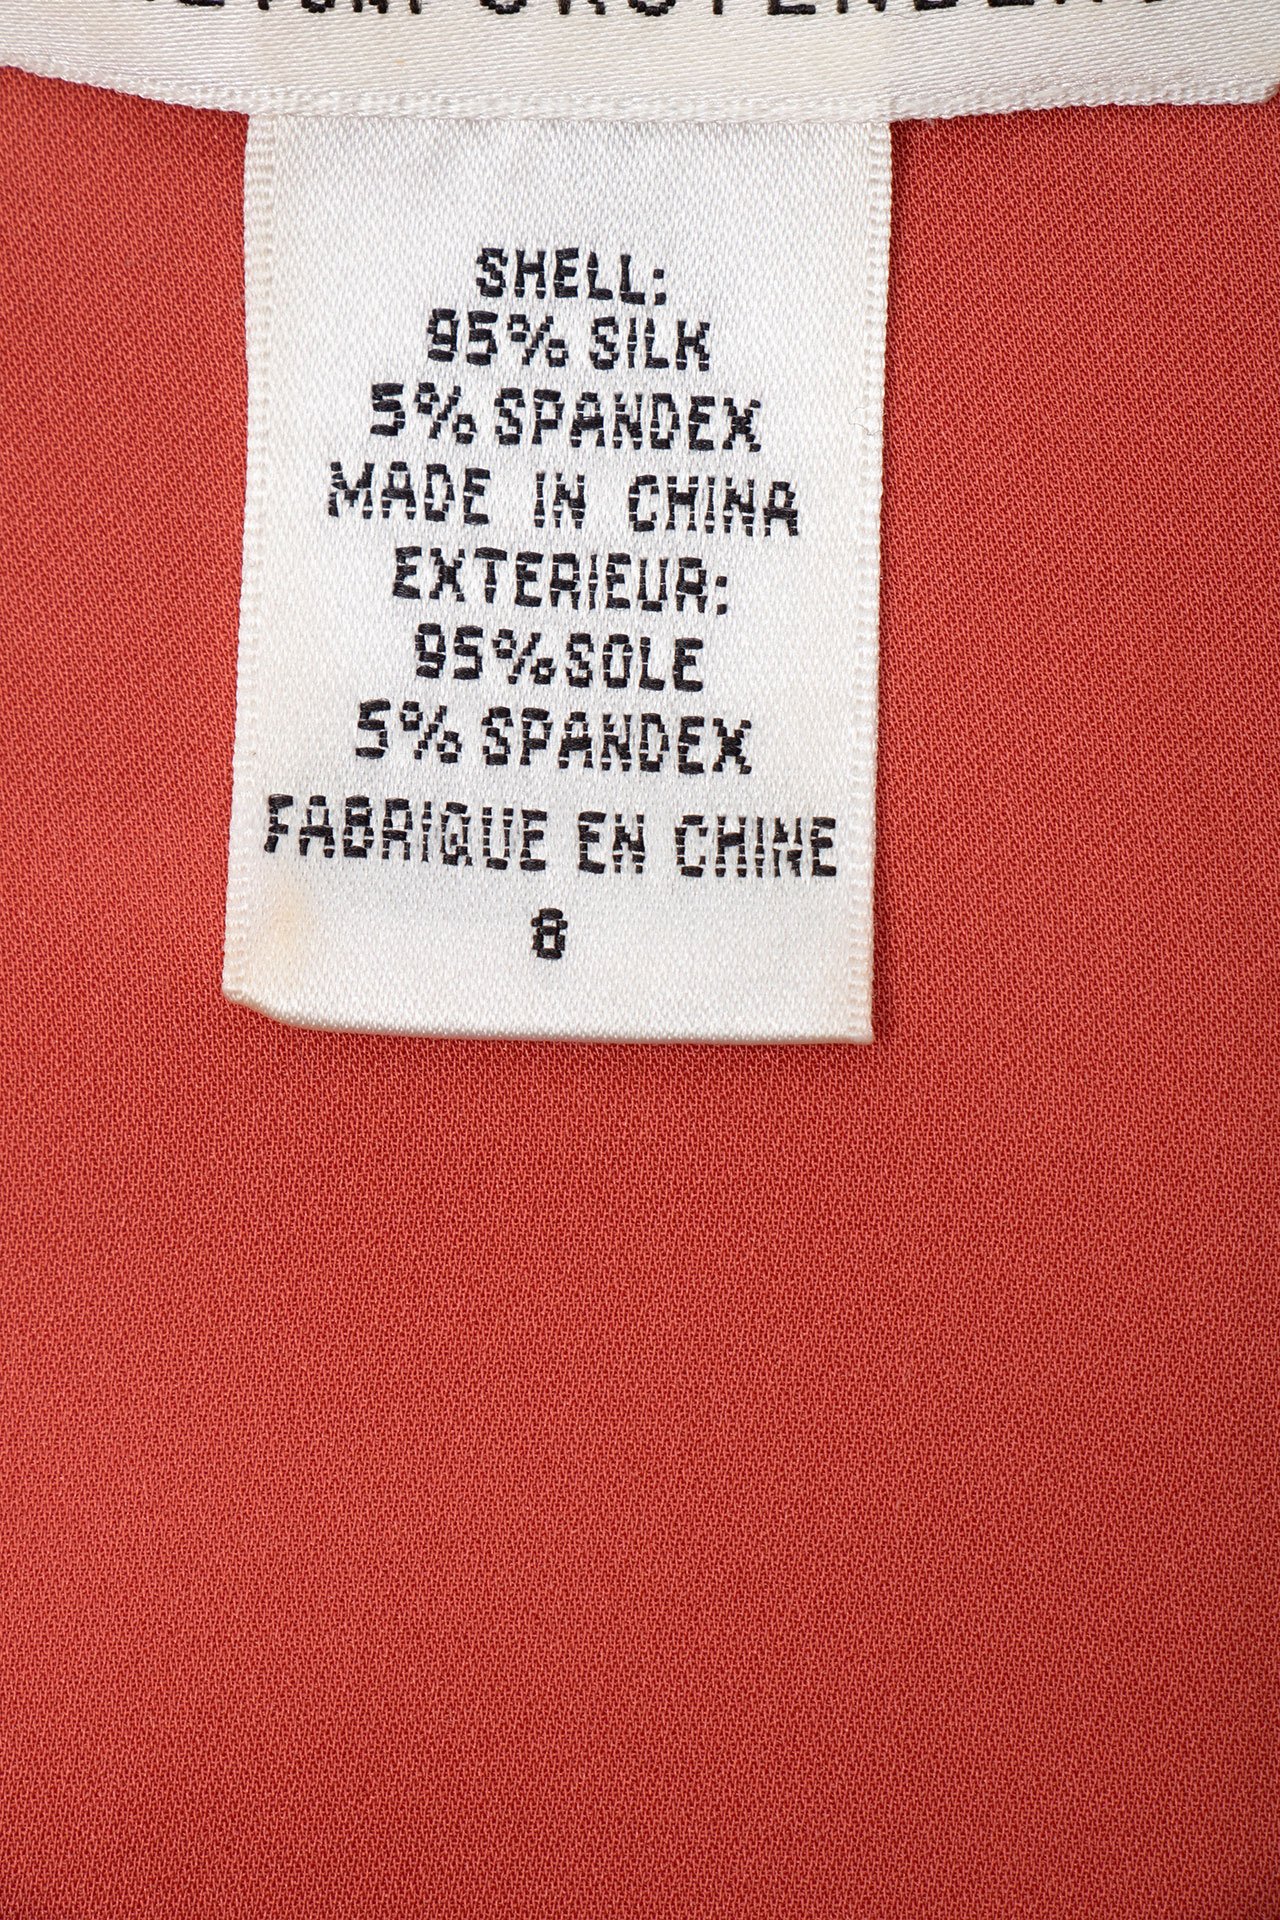 SHELL:
95% SILK
5% SPANDEX
MADE IN CHINA
EXTERIEUR:
95% SOLE
5% SPANDEX
FABRIQUE EN CHINE
8